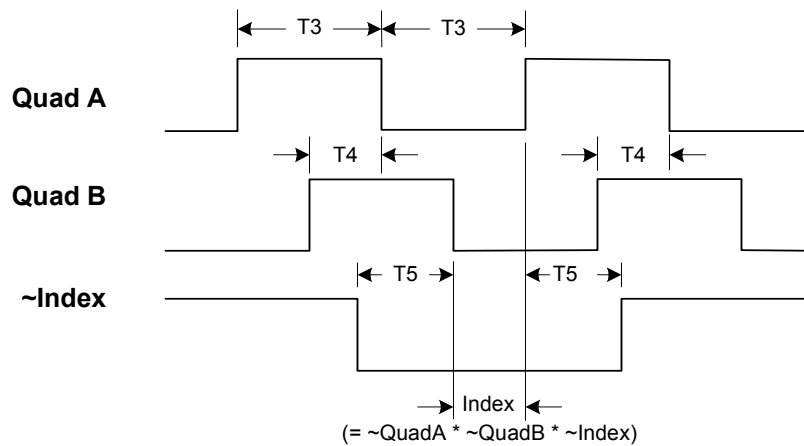 T3 T3
Quad A
T4 T4
Quad B
T5 T5
~Index
Index
(= ~QuadA * ~QuadB * ~Index)